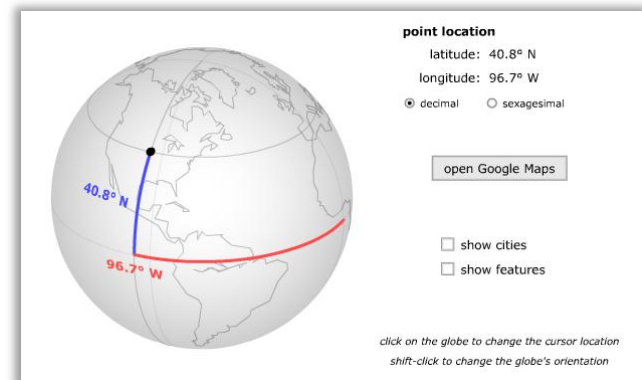 point location
latitude: 40.8° N
longitude: 96.7° W
decimal sexagesimal
open Google Maps
40.8° N
96.7° W
show cities
show features
click on the globe to change the cursor location
shift-click to change the globe's orientation